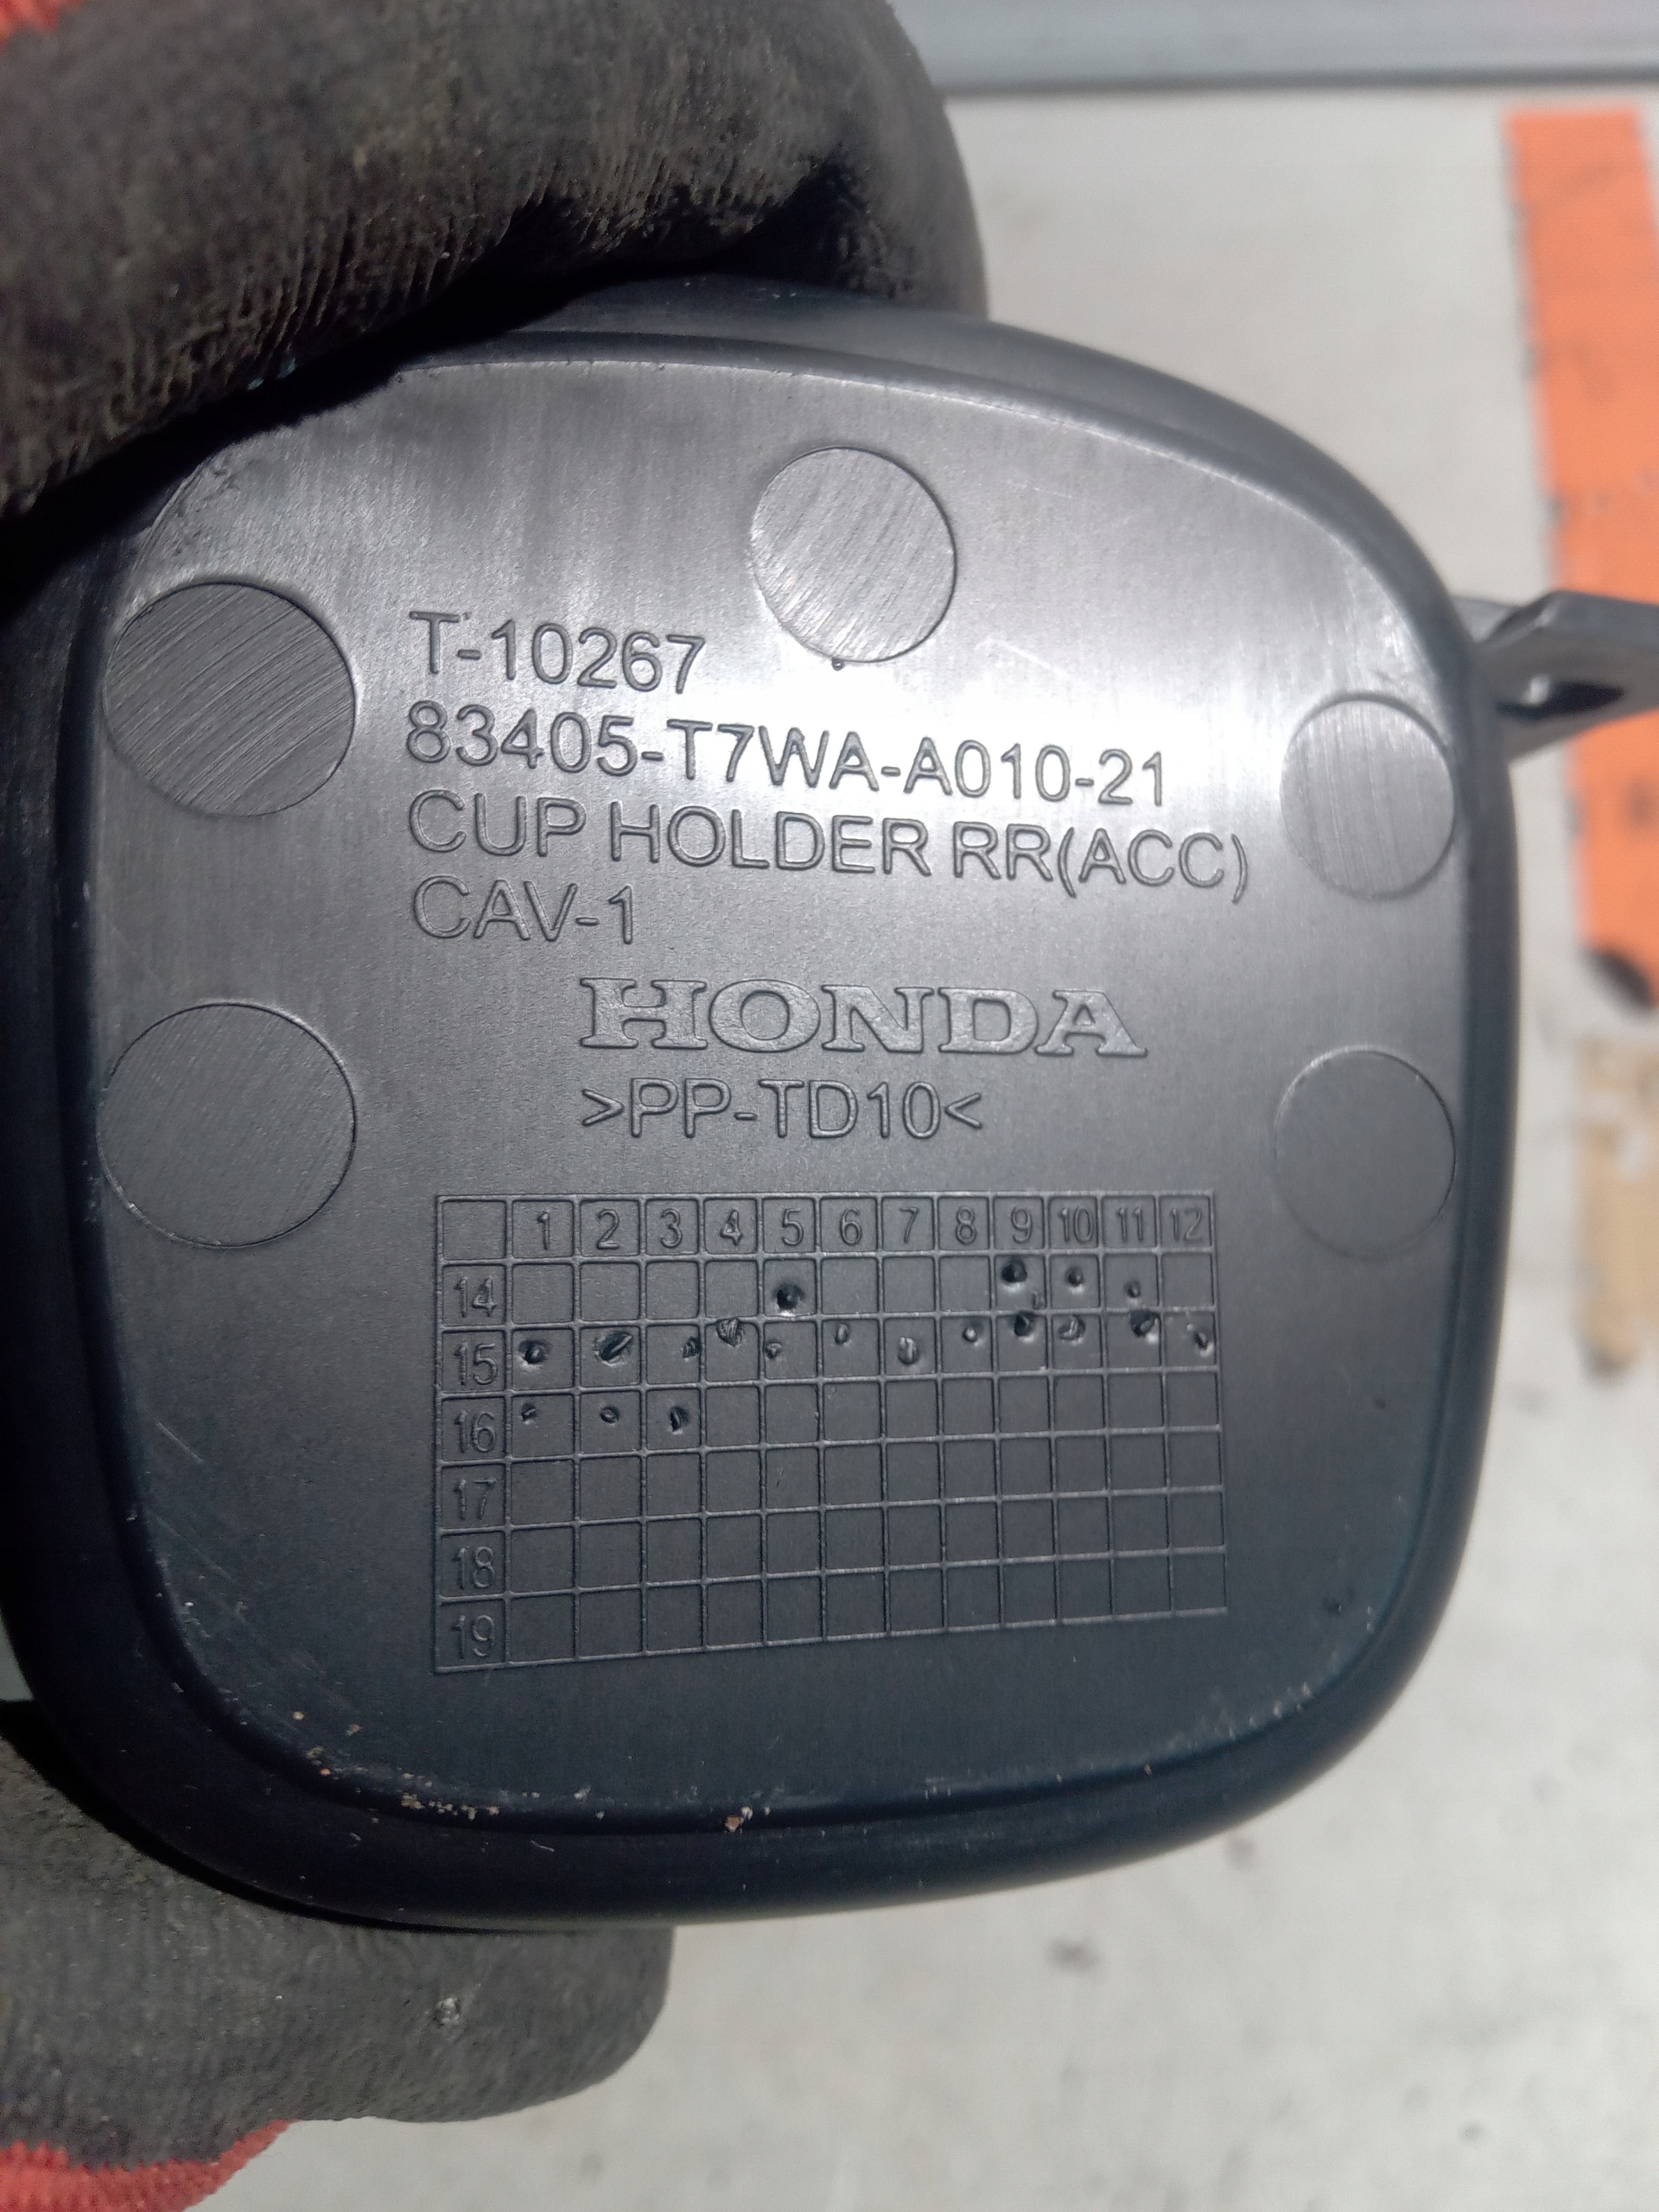 T-10267
83405-T7WA-A010-21
CUP HOLDER RR(ACC)
CAV-1
HONDA
>PP-TD10<
1 2 3 4 5 6 7 8 9 10 11 12
14
15
16
17
18
19